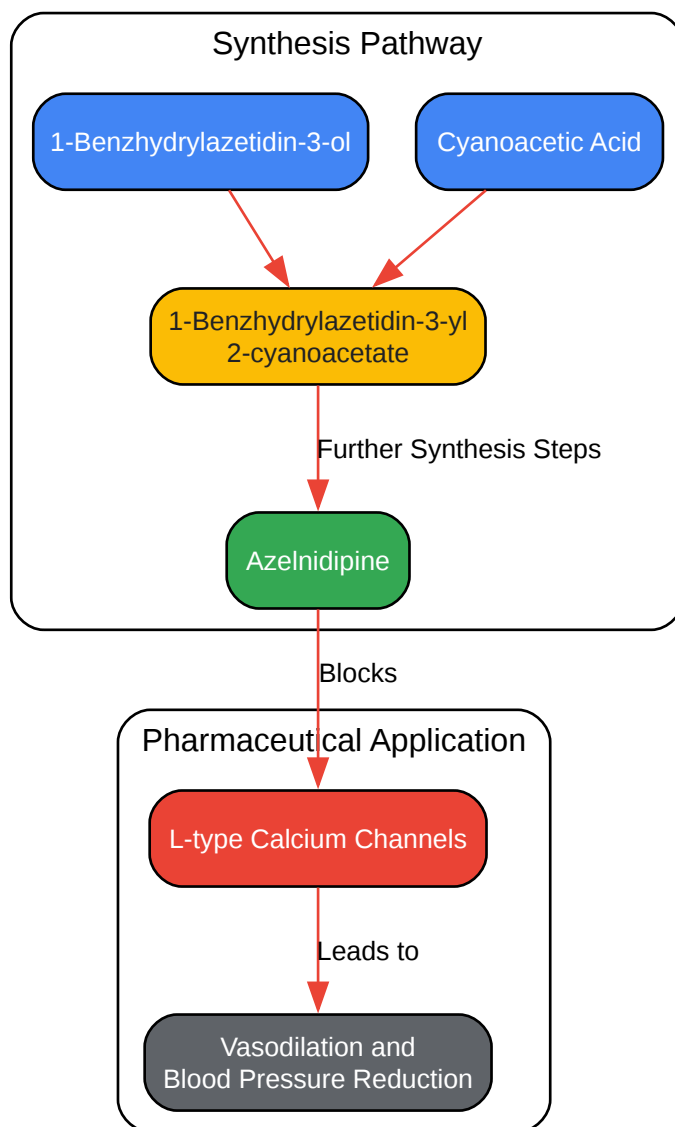 Synthesis Pathway
1-Benzhydrylazetidin-3-ol
Cyanoacetic Acid
1-Benzhydrylazetidin-3-yl
2-cyanoacetate
Further Synthesis Steps
Azelnidipine
Blocks
Pharmaceutical Application
L-type Calcium Channels
Leads to
Vasodilation and
Blood Pressure Reduction